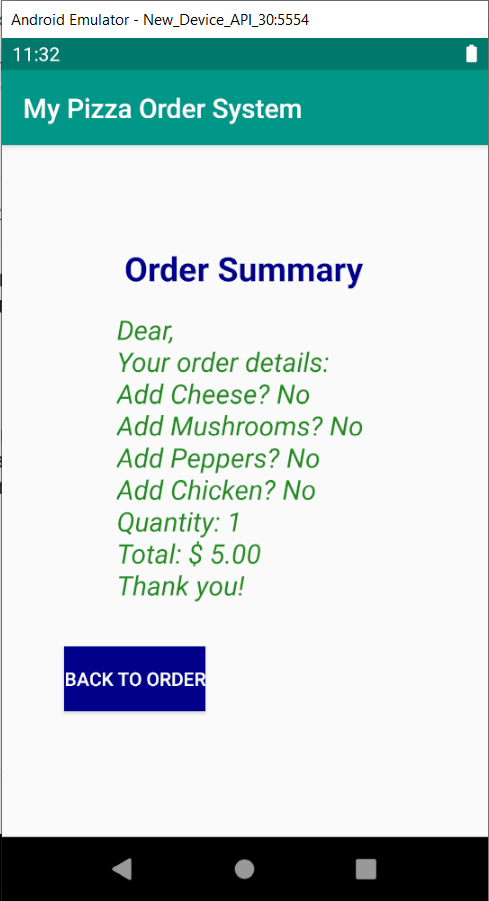 Android Emulator - New_Device_API_30:5554
11:32
My Pizza Order System
Order Summary
Dear,
Your order details:
Add Cheese? No
Add Mushrooms? No
Add Peppers? No
Add Chicken? No
Quantity: 1
Total: $ 5.00
Thank you!
BACK TO ORDER